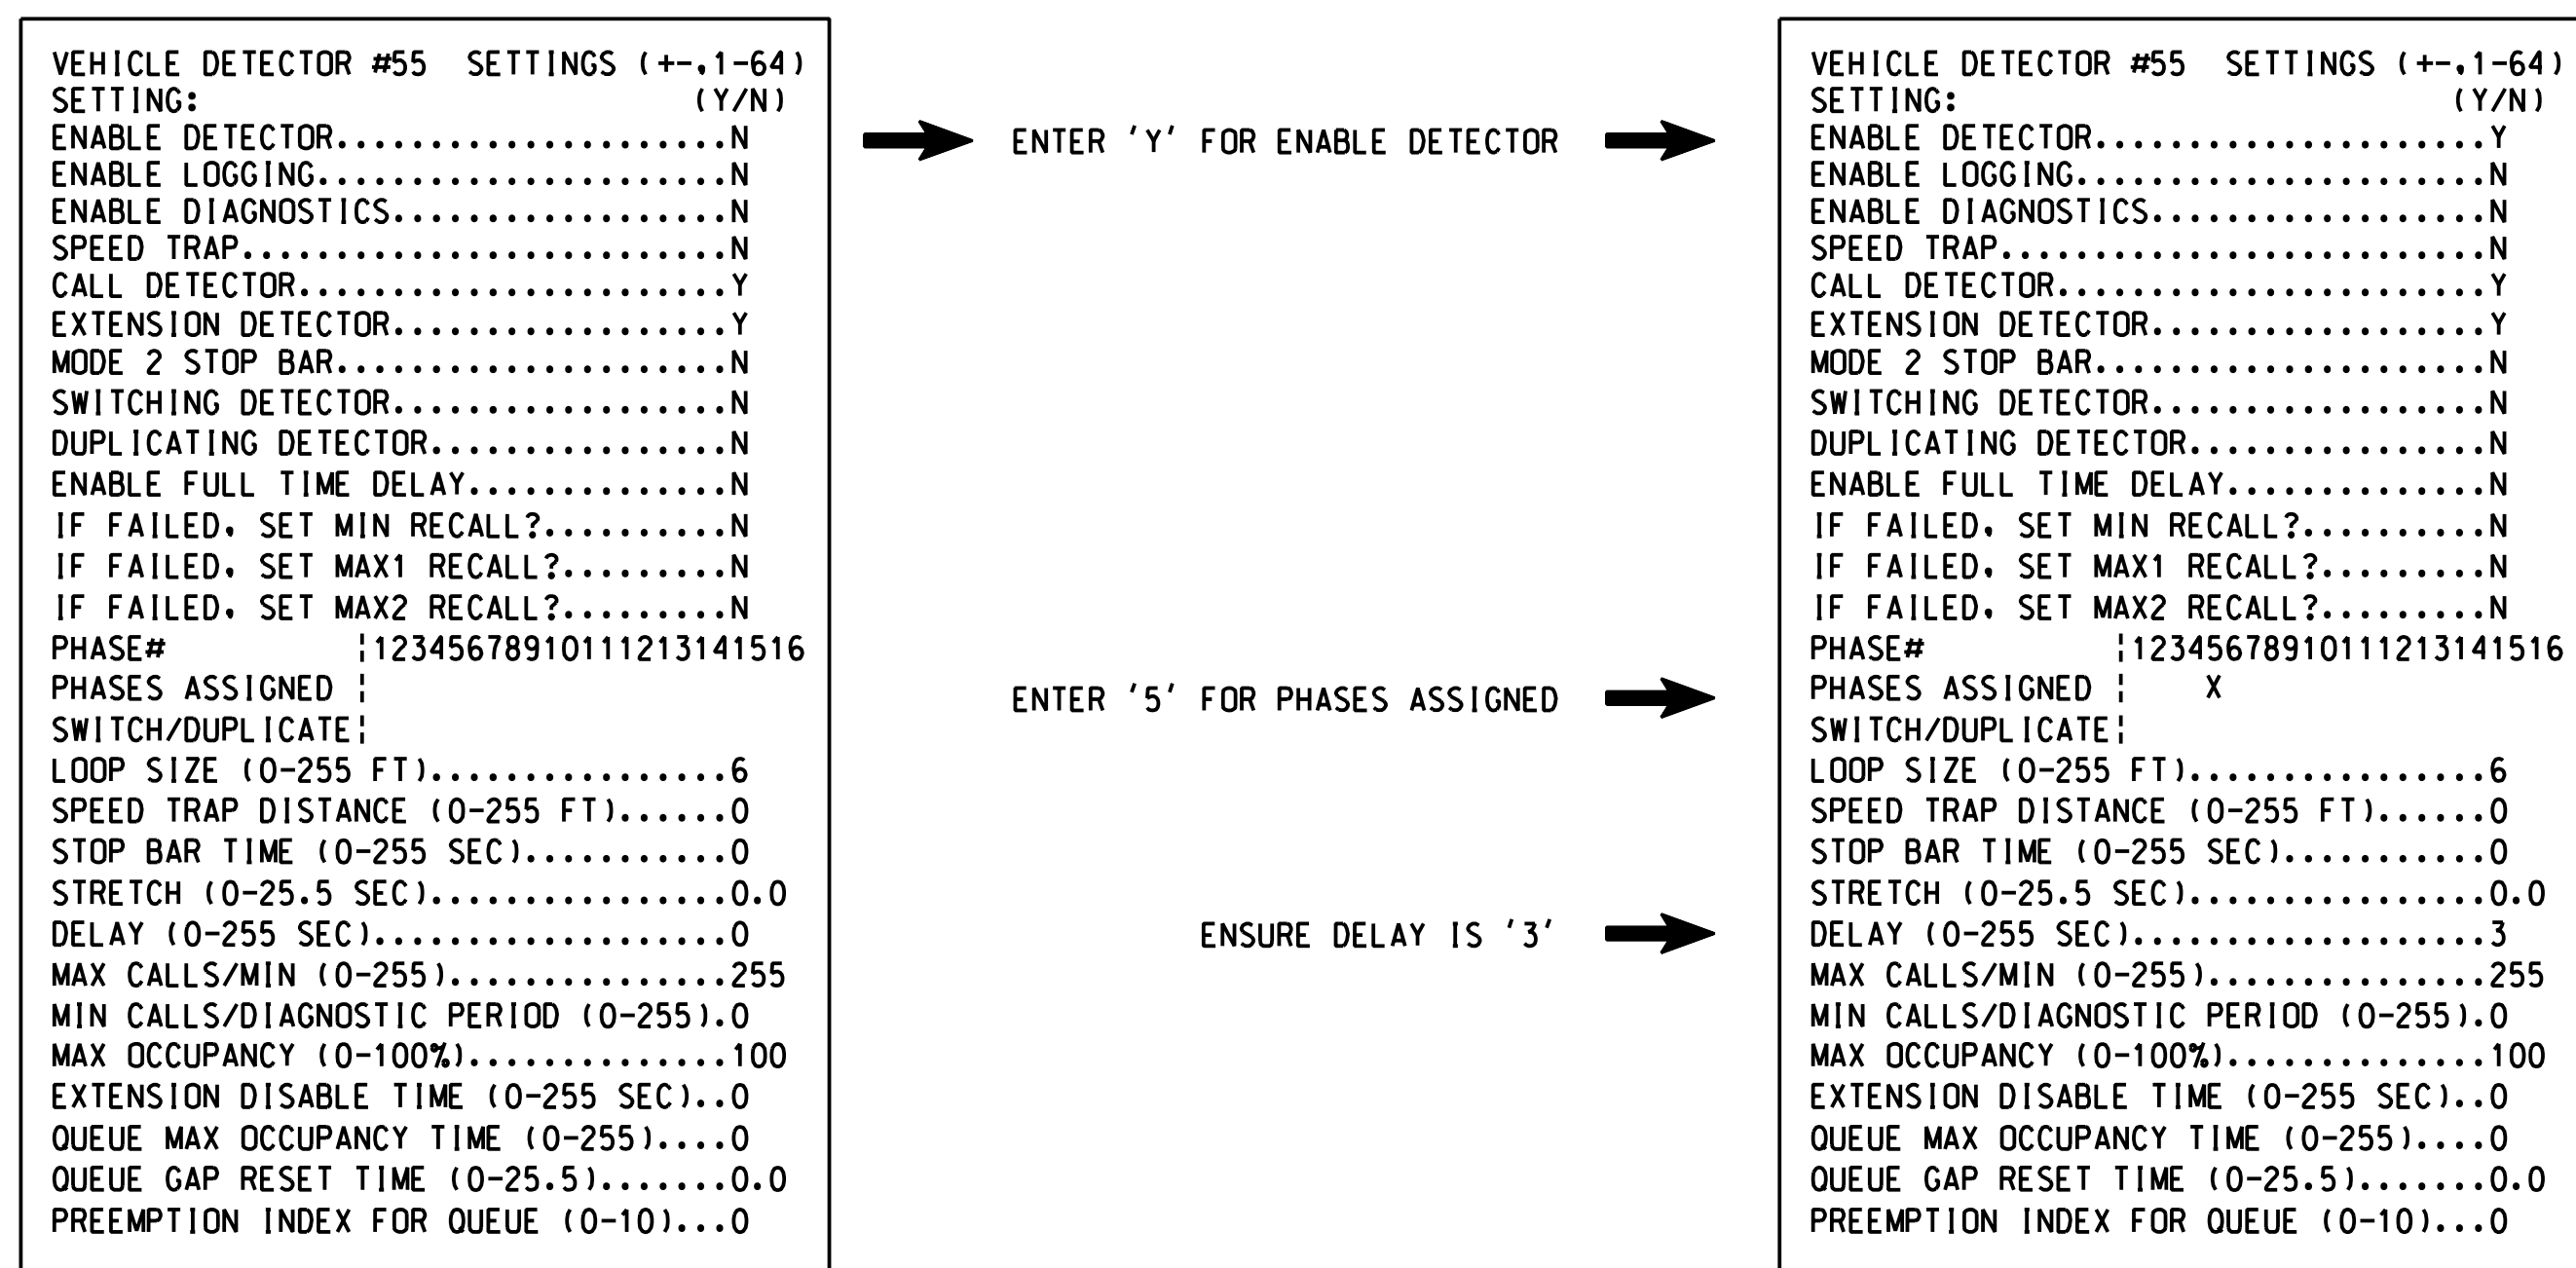 VEHICLE DETECTOR #55  SETTINGS (+-,1-64)
SETTING:                          (Y/N)
ENABLE DETECTOR.....................N
ENABLE LOGGING......................N
ENABLE DIAGNOSTICS..................N
SPEED TRAP..........................N
CALL DETECTOR.......................Y
EXTENSION DETECTOR..................Y
MODE 2 STOP BAR.....................N
SWITCHING DETECTOR..................N
DUPLICATING DETECTOR................N
ENABLE FULL TIME DELAY..............N
IF FAILED, SET MIN RECALL?..........N
IF FAILED, SET MAX1 RECALL?.........N
IF FAILED, SET MAX2 RECALL?.........N
PHASE#          ¦12345678910111213141516
PHASES ASSIGNED ¦
SWITCH/DUPLICATE¦
LOOP SIZE (0-255 FT)................6
SPEED TRAP DISTANCE (0-255 FT)......0
STOP BAR TIME (0-255 SEC)...........0
STRETCH (0-25.5 SEC)................0.0
DELAY (0-255 SEC)...................0
MAX CALLS/MIN (0-255)...............255
MIN CALLS/DIAGNOSTIC PERIOD (0-255).0
MAX OCCUPANCY (0-100%)..............100
EXTENSION DISABLE TIME (0-255 SEC)..0
QUEUE MAX OCCUPANCY TIME (0-255)....0
QUEUE GAP RESET TIME (0-25.5).......0.0
PREEMPTION INDEX FOR QUEUE (0-10)...0
ENTER 'Y' FOR ENABLE DETECTOR
ENTER '5' FOR PHASES ASSIGNED
ENSURE DELAY IS '3'
VEHICLE DETECTOR #55  SETTINGS (+-,1-64)
SETTING:                          (Y/N)
ENABLE DETECTOR.....................Y
ENABLE LOGGING......................N
ENABLE DIAGNOSTICS..................N
SPEED TRAP..........................N
CALL DETECTOR.......................Y
EXTENSION DETECTOR..................Y
MODE 2 STOP BAR.....................N
SWITCHING DETECTOR..................N
DUPLICATING DETECTOR................N
ENABLE FULL TIME DELAY..............N
IF FAILED, SET MIN RECALL?..........N
IF FAILED, SET MAX1 RECALL?.........N
IF FAILED, SET MAX2 RECALL?.........N
PHASE#          ¦12345678910111213141516
PHASES ASSIGNED ¦    X
SWITCH/DUPLICATE¦
LOOP SIZE (0-255 FT)................6
SPEED TRAP DISTANCE (0-255 FT)......0
STOP BAR TIME (0-255 SEC)...........0
STRETCH (0-25.5 SEC)................0.0
DELAY (0-255 SEC)...................3
MAX CALLS/MIN (0-255)...............255
MIN CALLS/DIAGNOSTIC PERIOD (0-255).0
MAX OCCUPANCY (0-100%)..............100
EXTENSION DISABLE TIME (0-255 SEC)..0
QUEUE MAX OCCUPANCY TIME (0-255)....0
QUEUE GAP RESET TIME (0-25.5).......0.0
PREEMPTION INDEX FOR QUEUE (0-10)...0